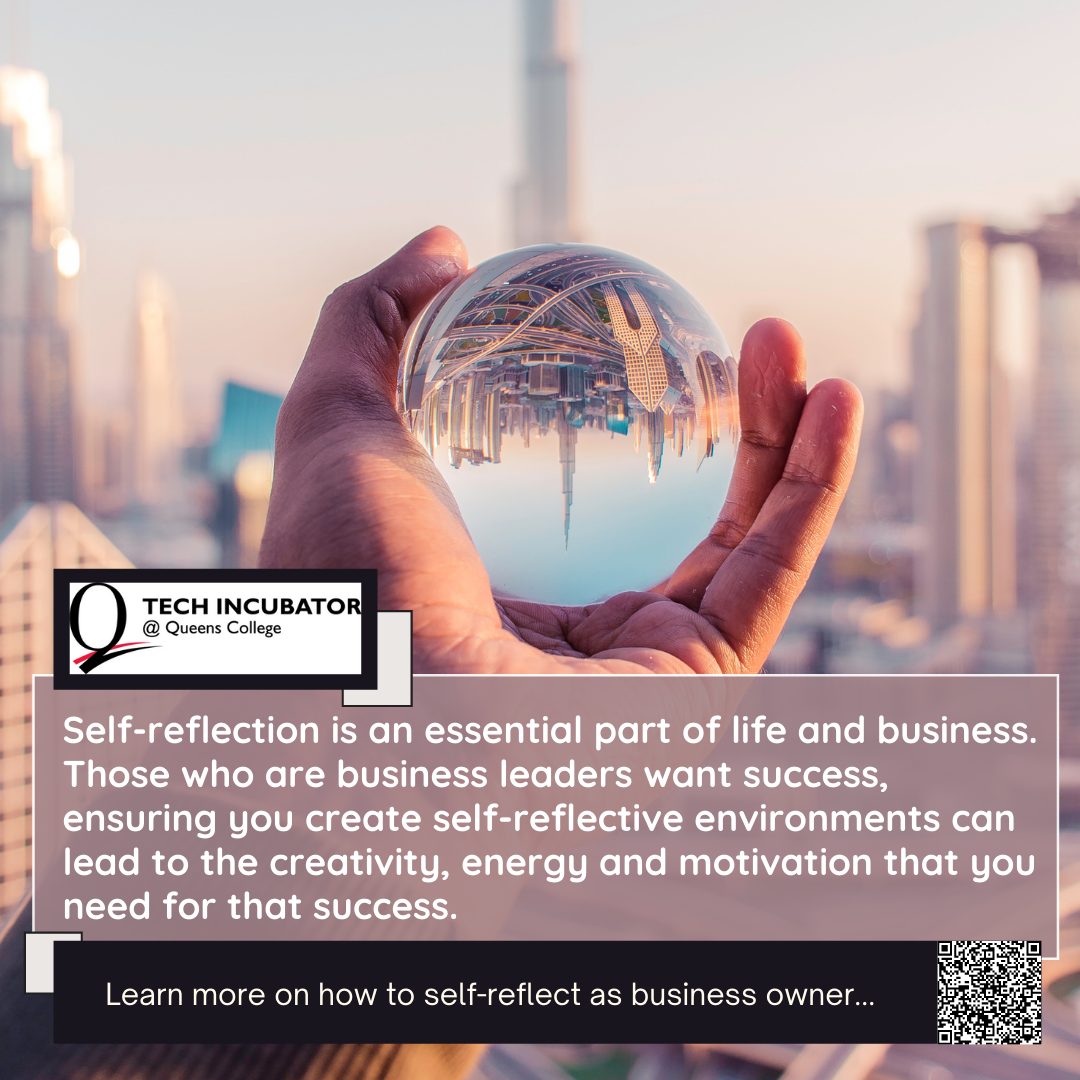 Q TECH INCUBATOR
@ Queens College
Self-reflection is an essential part of life and business.
Those who are business leaders want success,
ensuring you create self-reflective environments can
lead to the creativity, energy and motivation that you
need for that success.
Learn more on how to self-reflect as business owner...